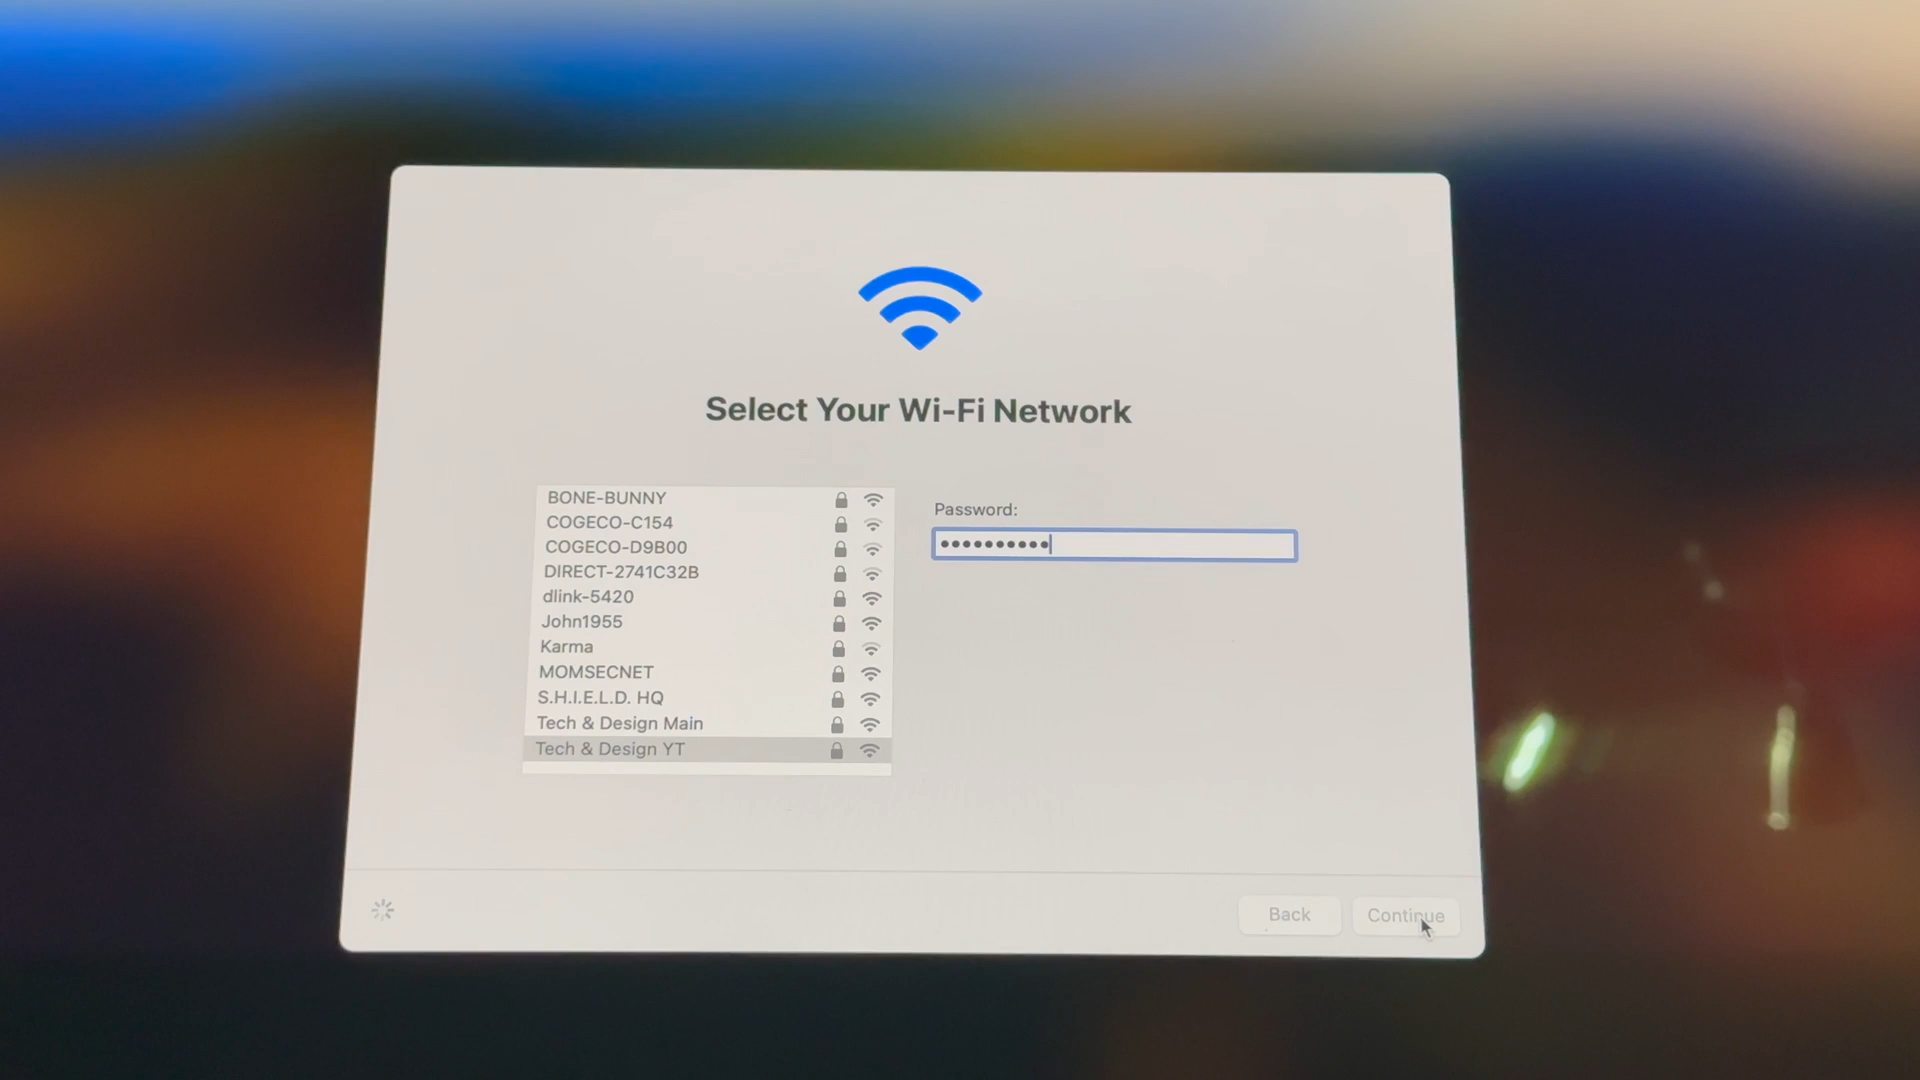 Select Your Wi-Fi Network
BONE-BUNNY
COGECO-C154
COGECO-D9B00
DIRECT-2741C32B
dlink-5420
John1955
Karma
MOMSECNET
S.H.I.E.L.D. HQ
Tech & Design Main
Tech & Design YT
Password:
••••••••••
Back
Continue